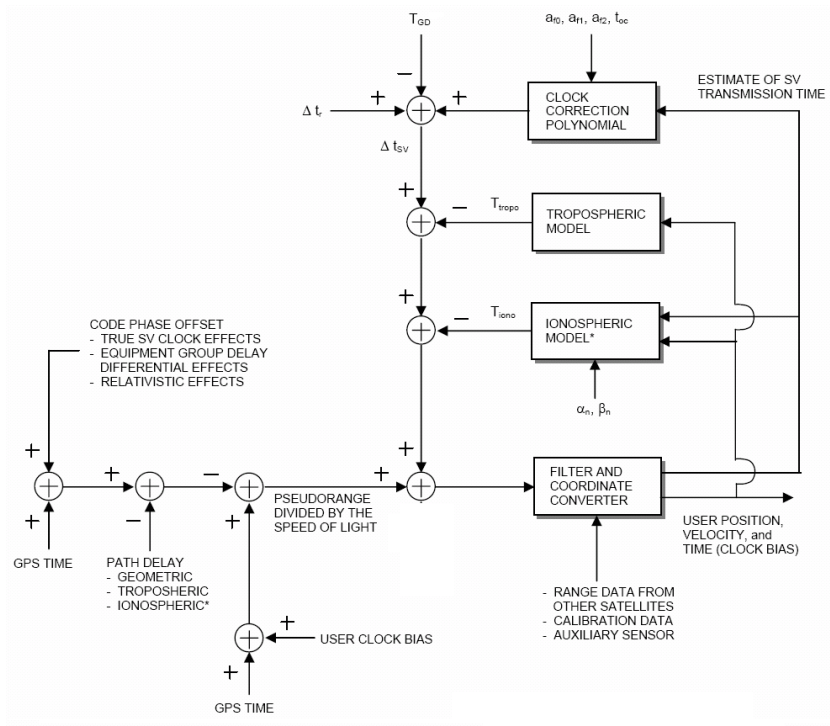 T_GD
a_f0, a_f1, a_f2, t_oc
ESTIMATE OF SV
TRANSMISSION TIME
−
+
+
+
Δ t_r
CLOCK
CORRECTION
POLYNOMIAL
Δ t_SV
+
−
+
T_tropo
TROPOSPHERIC
MODEL
+
−
+
T_iono
IONOSPHERIC
MODEL*
α_n, β_n
CODE PHASE OFFSET
- TRUE SV CLOCK EFFECTS
- EQUIPMENT GROUP DELAY
DIFFERENTIAL EFFECTS
- RELATIVISTIC EFFECTS
+
+
+
+
−
+
−
+
+
PSEUDORANGE
DIVIDED BY THE
SPEED OF LIGHT
+
+
+
FILTER AND
COORDINATE
CONVERTER
GPS TIME
PATH DELAY
- GEOMETRIC
- TROPOSHERIC
- IONOSPHERIC*
USER POSITION,
VELOCITY, and
TIME (CLOCK BIAS)
- RANGE DATA FROM
OTHER SATELLITES
- CALIBRATION DATA
- AUXILIARY SENSOR
+
+
+
USER CLOCK BIAS
GPS TIME